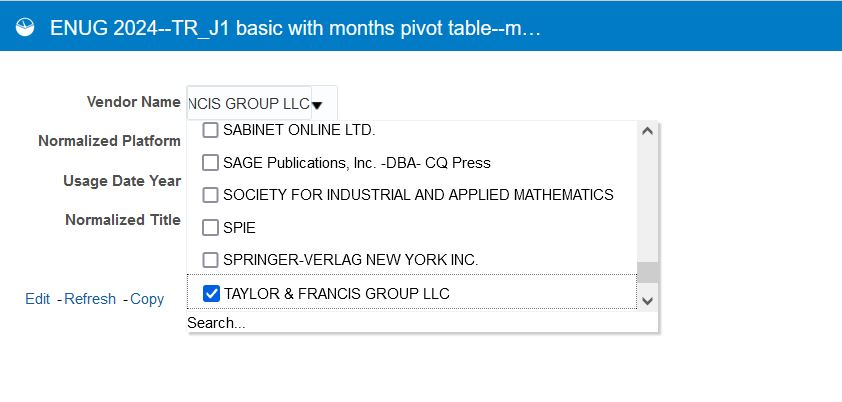 ENUG 2024--TR_J1 basic with months pivot table--m...
Vendor Name
NCIS GROUP LLC
SABINET ONLINE LTD.
Normalized Platform
SAGE Publications, Inc. -DBA- CQ Press
Usage Date Year
SOCIETY FOR INDUSTRIAL AND APPLIED MATHEMATICS
Normalized Title
SPIE
SPRINGER-VERLAG NEW YORK INC.
Edit - Refresh - Copy
TAYLOR & FRANCIS GROUP LLC
Search...